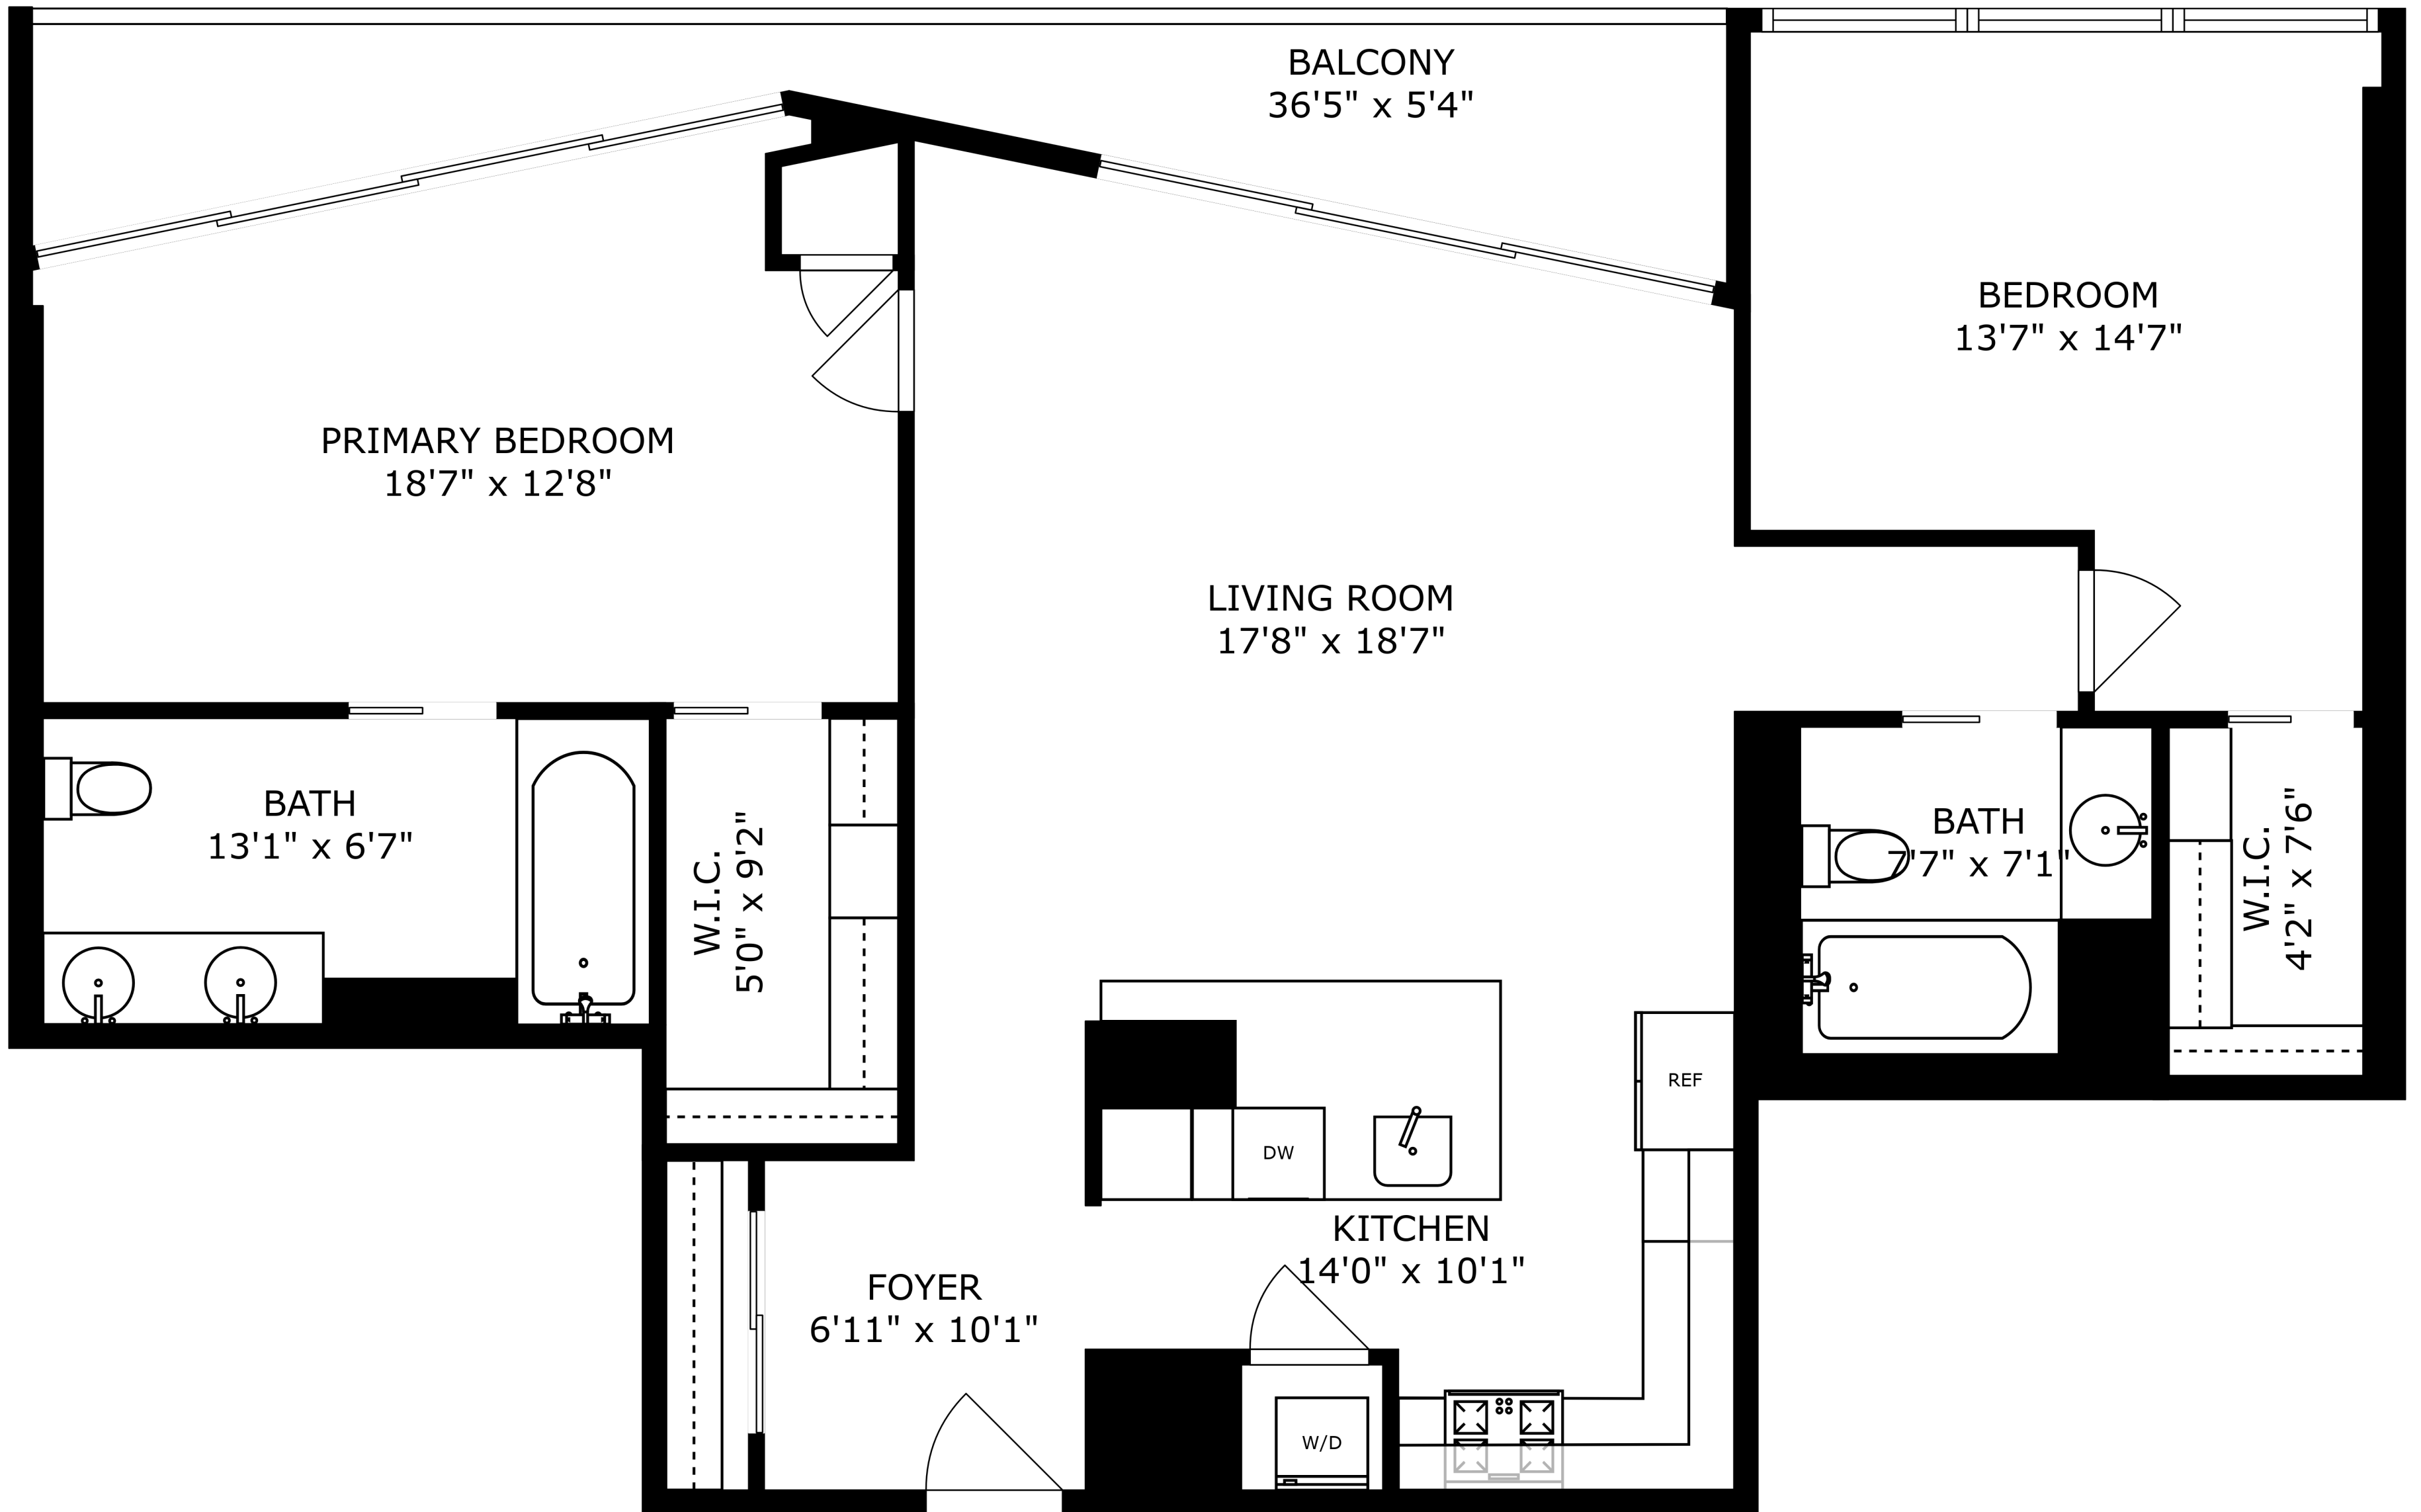 BALCONY
36'5" x 5'4"
BEDROOM
13'7" x 14'7"
PRIMARY BEDROOM
18'7" x 12'8"
LIVING ROOM
17'8" x 18'7"
BATH
13'1" x 6'7"
W.I.C.
5'0" x 9'2"
BATH
7'7" x 7'1"
W.I.C.
4'2" x 7'6"
REF
DW
KITCHEN
14'0" x 10'1"
FOYER
6'11" x 10'1"
W/D